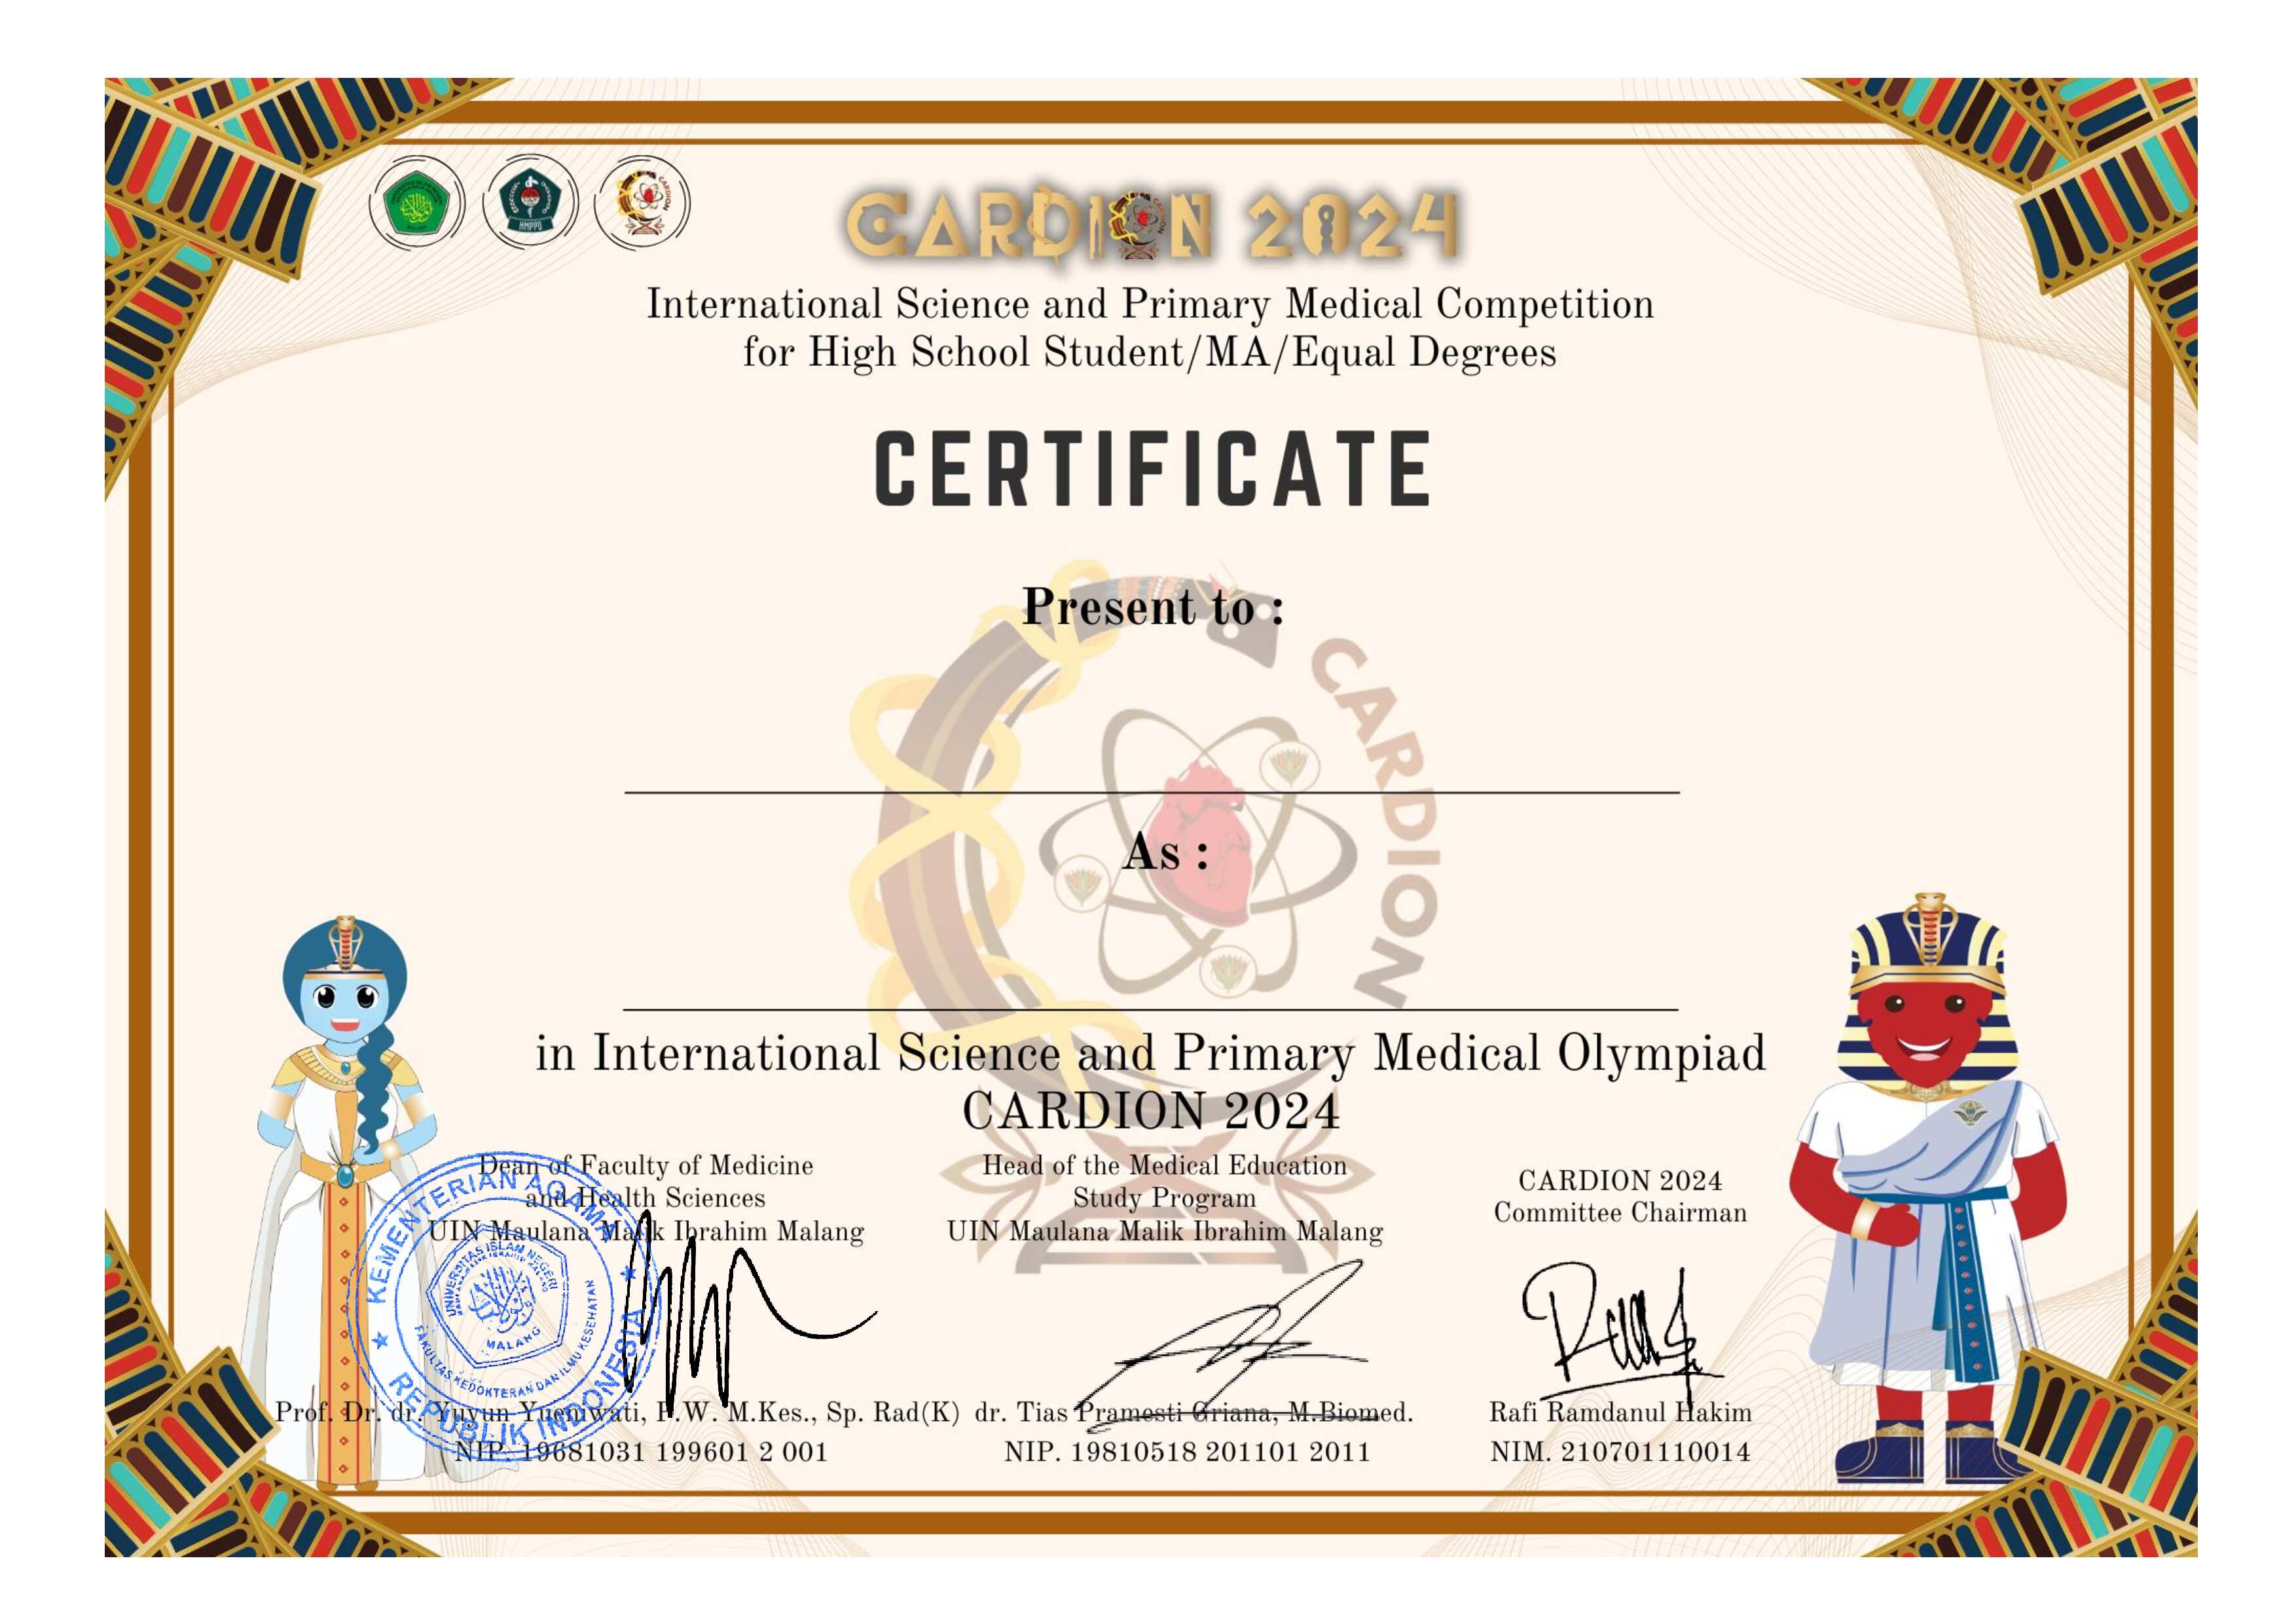 HMPPD
CARDION
CARDION 2024
International Science and Primary Medical Competition
for High School Student/MA/Equal Degrees
CERTIFICATE
Present to :
CARDION
As :
in International Science and Primary Medical Olympiad
CARDION 2024
Dean of Faculty of Medicine
and Health Sciences
UIN Maulana Malik Ibrahim Malang
Head of the Medical Education
Study Program
UIN Maulana Malik Ibrahim Malang
CARDION 2024
Committee Chairman
KEMENTERIAN AGAMA
REPUBLIK INDONESIA
UNIVERSITAS ISLAM NEGERI
MALANG
FAKULTAS KEDOKTERAN DAN ILMU KESEHATAN
Prof. Dr. dr. Yuyun Yueniwati, P.W. M.Kes., Sp. Rad(K)
NIP. 19681031 199601 2 001
dr. Tias Pramesti Griana, M.Biomed.
NIP. 19810518 201101 2011
Rafi Ramdanul Hakim
NIM. 210701110014